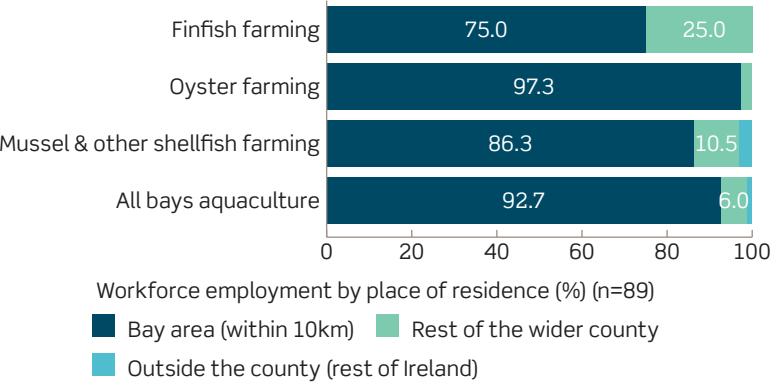 Finfish farming 75.0 25.0
Oyster farming 97.3
Mussel & other shellfish farming 86.3 10.5
All bays aquaculture 92.7 6.0
0 20 40 60 80 100
Workforce employment by place of residence (%) (n=89)
Bay area (within 10km) Rest of the wider county
Outside the county (rest of Ireland)